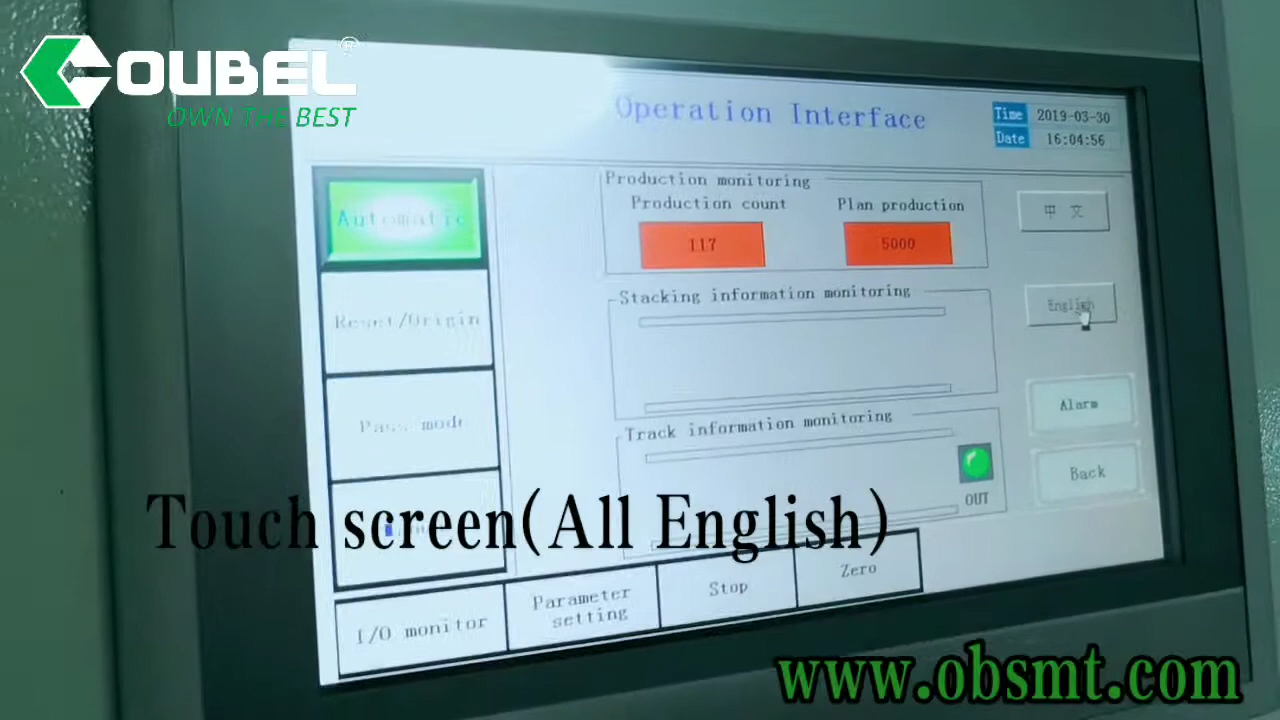 OUBEL®
OWN THE BEST
Operation Interface
Time 2019-03-30
Date 16:04:56
Automatic
Reset/Origin
Pass mode
Production monitoring
Production count
Plan production
117
5000
甲 文
English
Stacking information monitoring
Alarm
Track information monitoring
Back
OUT
Touch screen(All English)
I/O monitor
Parameter
setting
Stop
Zero
www.obsmt.com